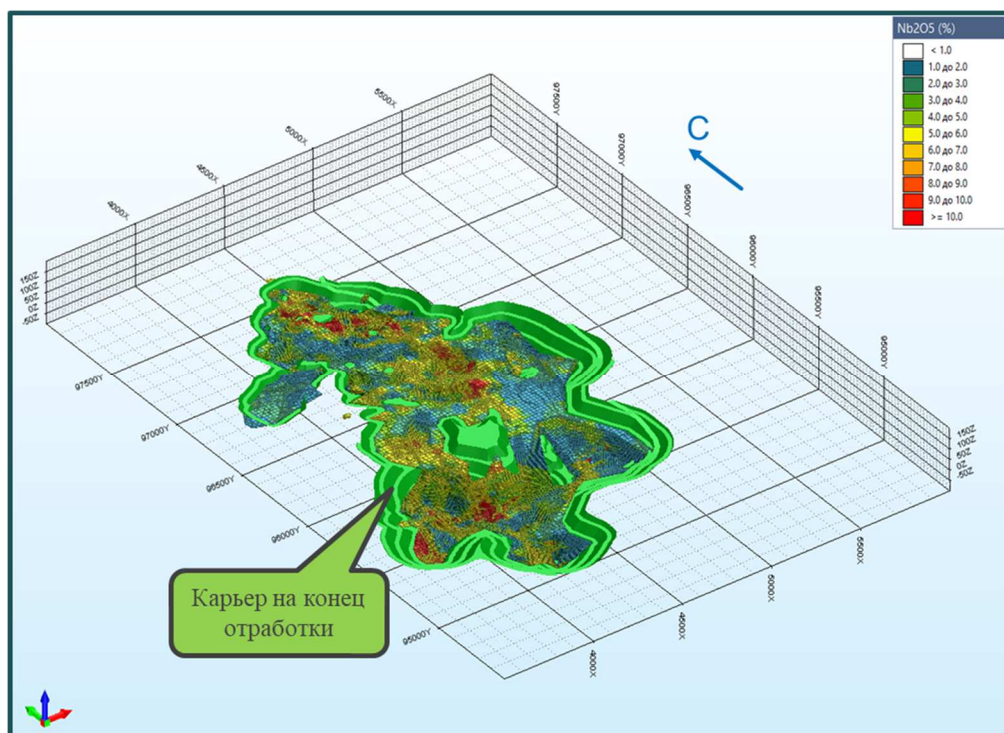 Nb2O5 (%)
< 1.0
1.0 до 2.0
2.0 до 3.0
3.0 до 4.0
4.0 до 5.0
5.0 до 6.0
6.0 до 7.0
7.0 до 8.0
8.0 до 9.0
9.0 до 10.0
>= 10.0
С
5500X
5000X
4500X
4000X
97500Y
97000Y
96500Y
96000Y
95500Y
95000Y
150Z
100Z
50Z
0Z
-50Z
97500Y
97000Y
96500Y
96000Y
95000Y
150Z
100Z
50Z
0Z
-50Z
5500X
5000X
4500X
4000X
Карьер на конец
отработки